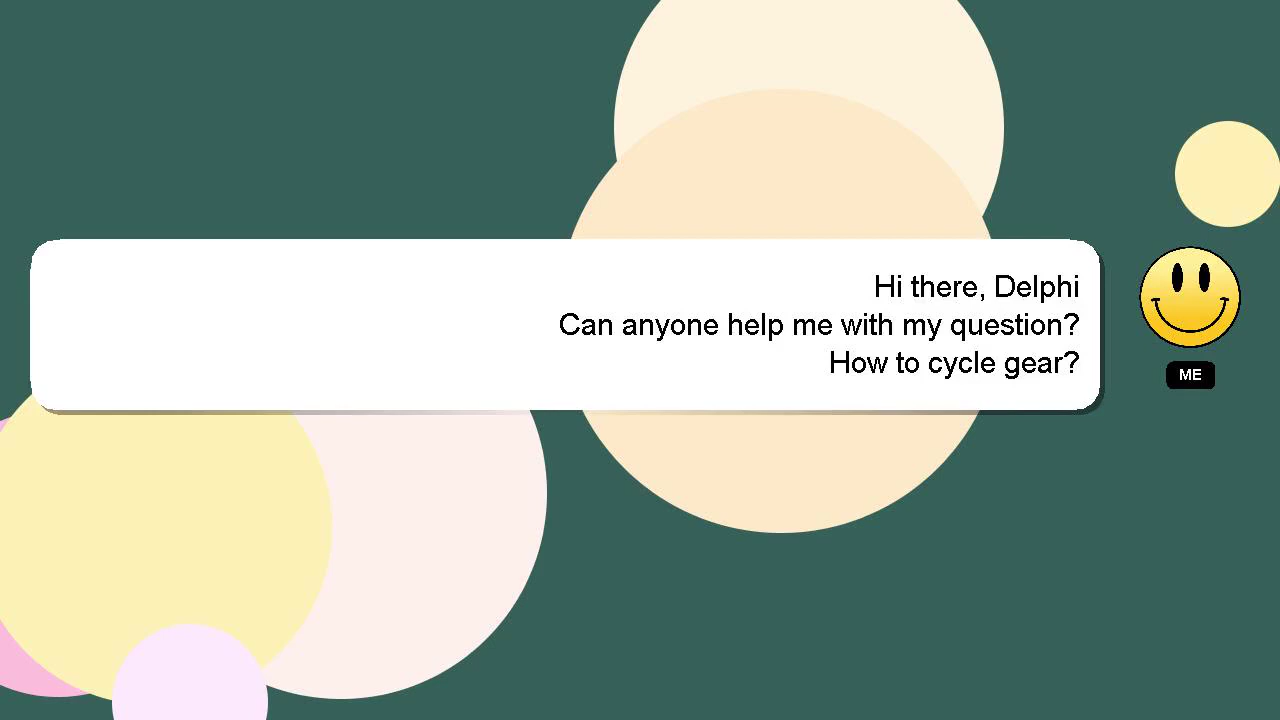 Hi there, Delphi
Can anyone help me with my question?
How to cycle gear?
ME